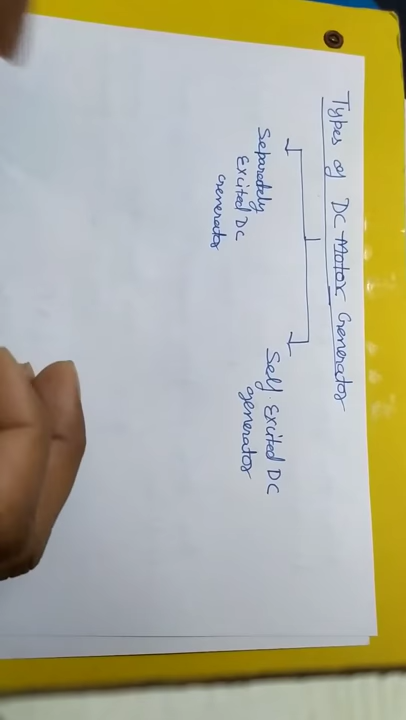 Types of DC-Motor Generator
Separately
Excited DC
Generator
Self Excited DC
generator